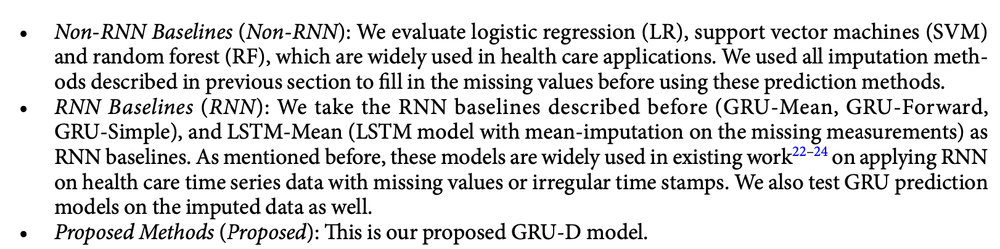 • Non-RNN Baselines (Non-RNN): We evaluate logistic regression (LR), support vector machines (SVM)
and random forest (RF), which are widely used in health care applications. We used all imputation meth-
ods described in previous section to fill in the missing values before using these prediction methods.
• RNN Baselines (RNN): We take the RNN baselines described before (GRU-Mean, GRU-Forward,
GRU-Simple), and LSTM-Mean (LSTM model with mean-imputation on the missing measurements) as
RNN baselines. As mentioned before, these models are widely used in existing work22–24 on applying RNN
on health care time series data with missing values or irregular time stamps. We also test GRU prediction
models on the imputed data as well.
• Proposed Methods (Proposed): This is our proposed GRU-D model.